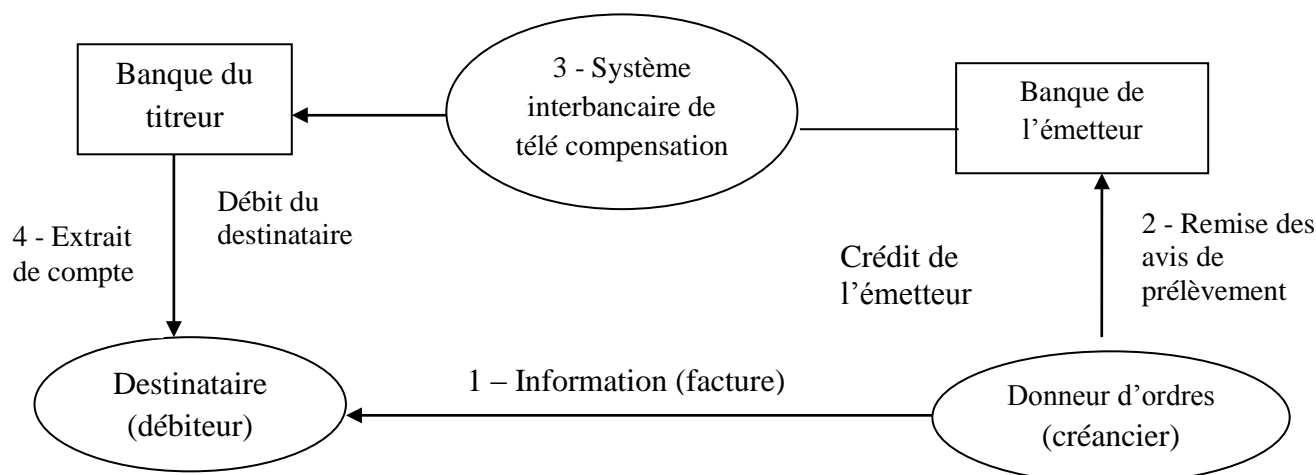 Banque du
titreur
3 - Système
interbancaire de
télé compensation
Banque de
l’émetteur
4 - Extrait
de compte
Débit du
destinataire
Crédit de
l’émetteur
2 - Remise des
avis de
prélèvement
Destinataire
(débiteur)
1 – Information (facture)
Donneur d’ordres
(créancier)